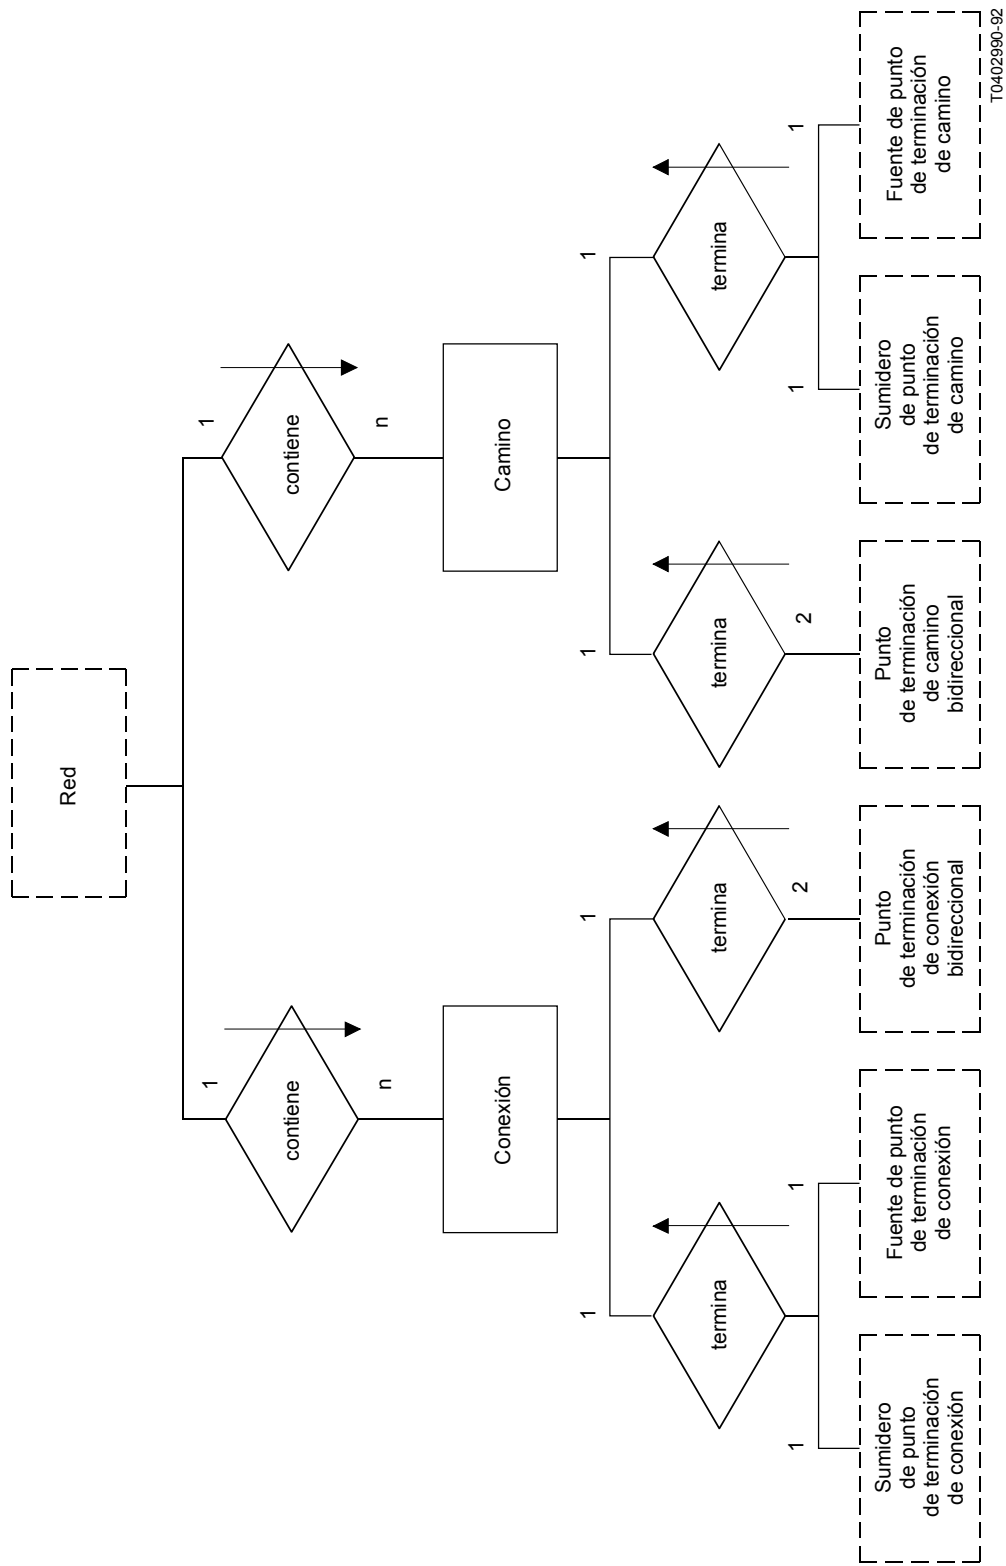 Red
1
contiene
n
1
contiene
n
Conexión
Camino
1
termina
1
termina
1
termina
1
termina
1
1
2
2
1
1
Sumidero
de punto
de terminación
de conexión
Fuente de punto
de terminación
de conexión
Punto
de terminación
de conexión
bidireccional
Punto
de terminación
de camino
bidireccional
Sumidero
de punto
de terminación
de camino
Fuente de punto
de terminación
de camino
T0402990-92